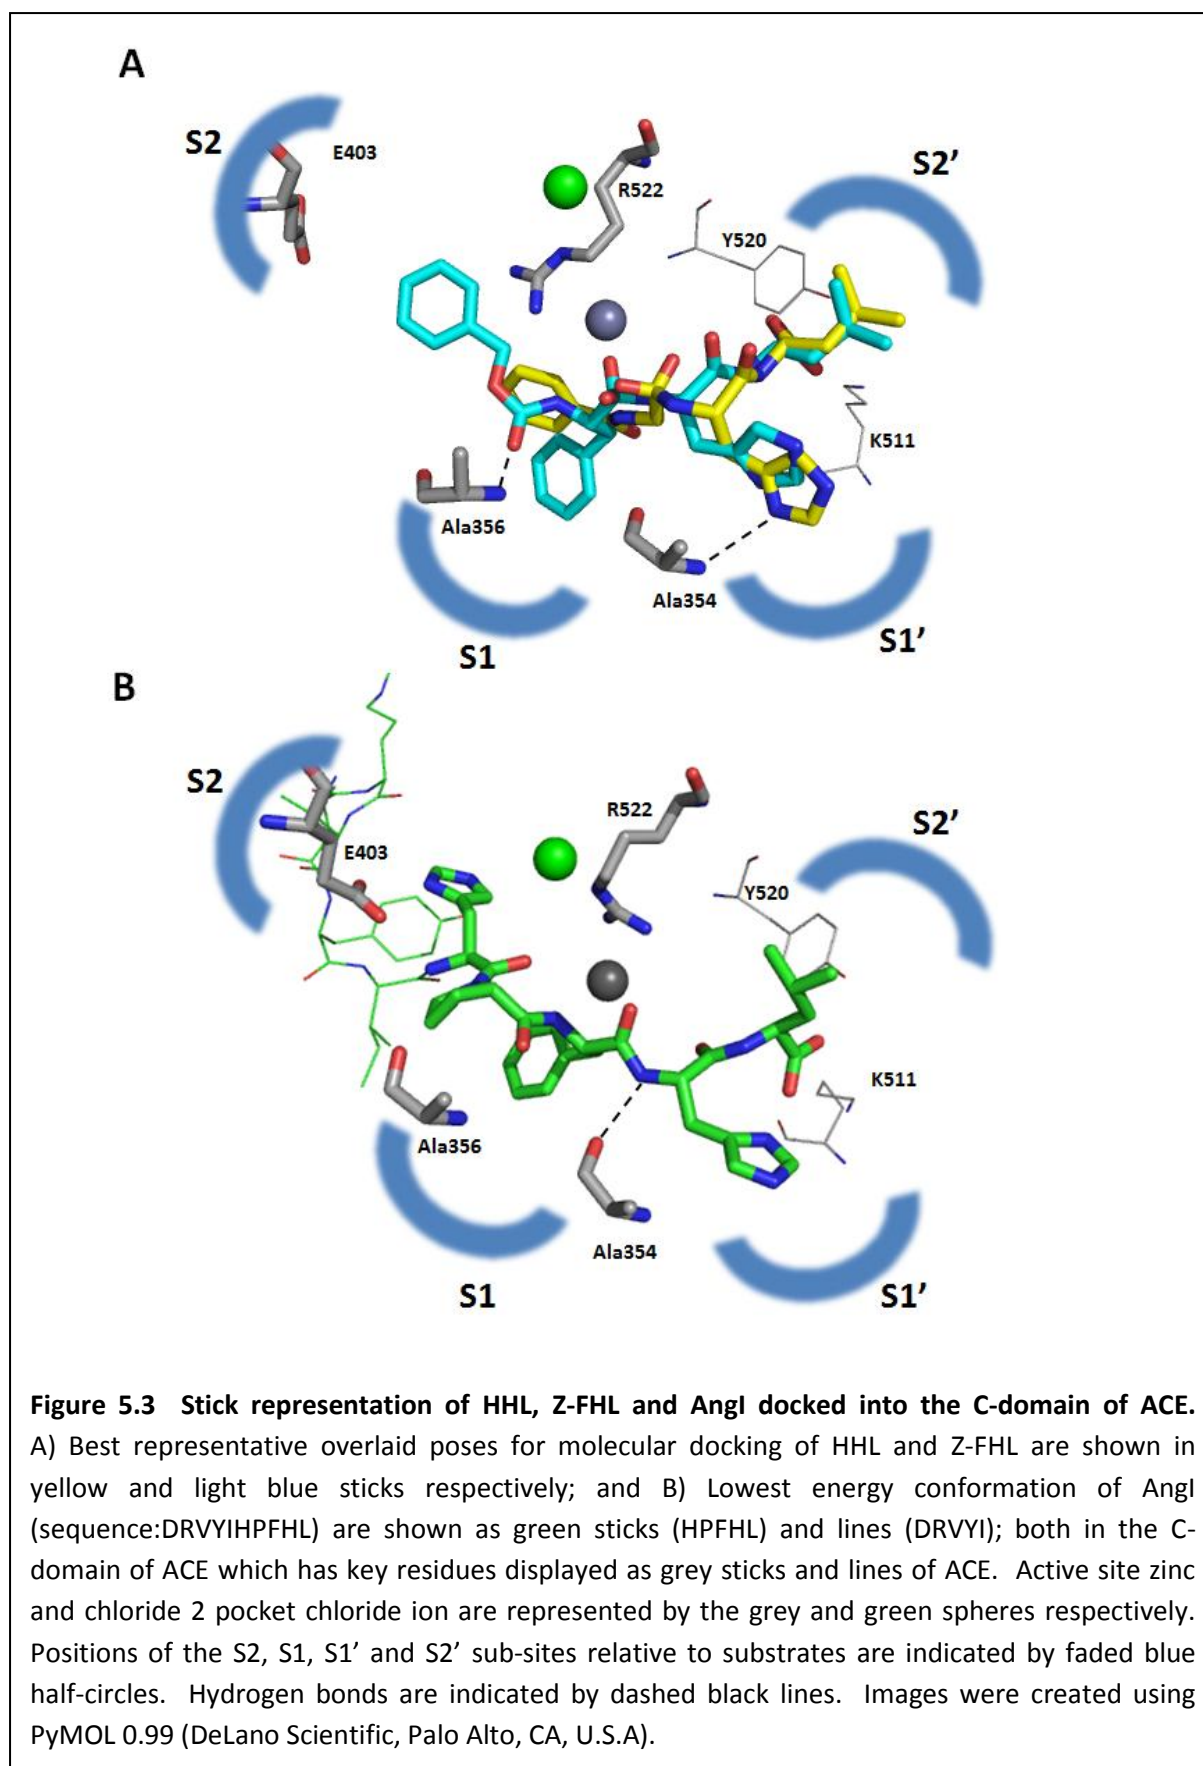 A
S2
E403
R522
S2’
Y520
K511
Ala356
Ala354
S1
S1’
B
S2
R522
S2’
E403
Y520
K511
Ala356
Ala354
S1
S1’
Figure 5.3 Stick representation of HHL, Z-FHL and AngI docked into the C-domain of ACE.
A) Best representative overlaid poses for molecular docking of HHL and Z-FHL are shown in
yellow and light blue sticks respectively; and B) Lowest energy conformation of AngI
(sequence:DRVYIHPFHL) are shown as green sticks (HPFHL) and lines (DRVYI); both in the C-
domain of ACE which has key residues displayed as grey sticks and lines of ACE. Active site zinc
and chloride 2 pocket chloride ion are represented by the grey and green spheres respectively.
Positions of the S2, S1, S1’ and S2’ sub-sites relative to substrates are indicated by faded blue
half-circles. Hydrogen bonds are indicated by dashed black lines. Images were created using
PyMOL 0.99 (DeLano Scientific, Palo Alto, CA, U.S.A).